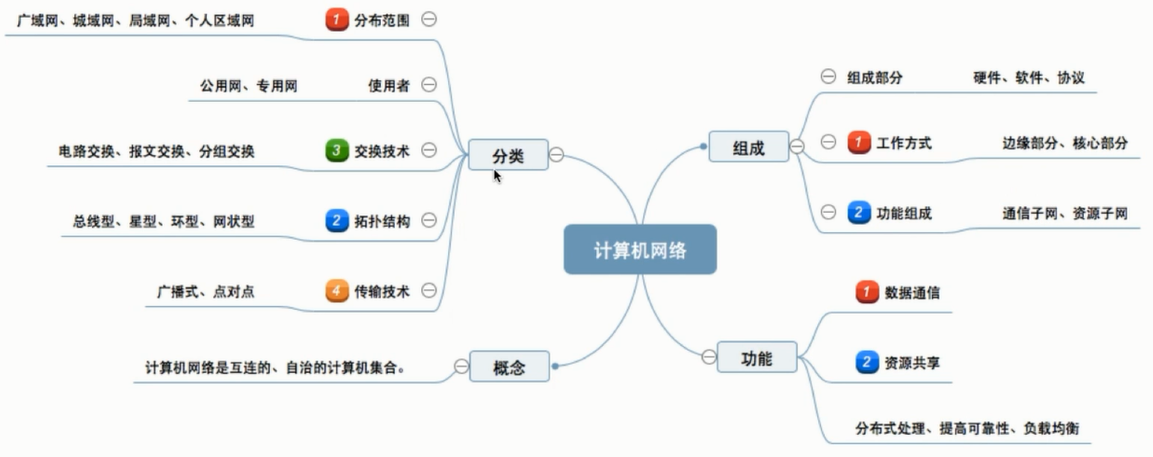 计算机网络
分类
1 分布范围
广域网、城域网、局域网、个人区域网
使用者
公用网、专用网
3 交换技术
电路交换、报文交换、分组交换
2 拓扑结构
总线型、星型、环型、网状型
4 传输技术
广播式、点对点
概念
计算机网络是互连的、自治的计算机集合。
组成
组成部分
硬件、软件、协议
1 工作方式
边缘部分、核心部分
2 功能组成
通信子网、资源子网
功能
1 数据通信
2 资源共享
分布式处理、提高可靠性、负载均衡